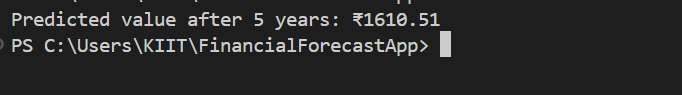 Predicted value after 5 years: ₹1610.51
PS C:\Users\KIIT\FinancialForecastApp>